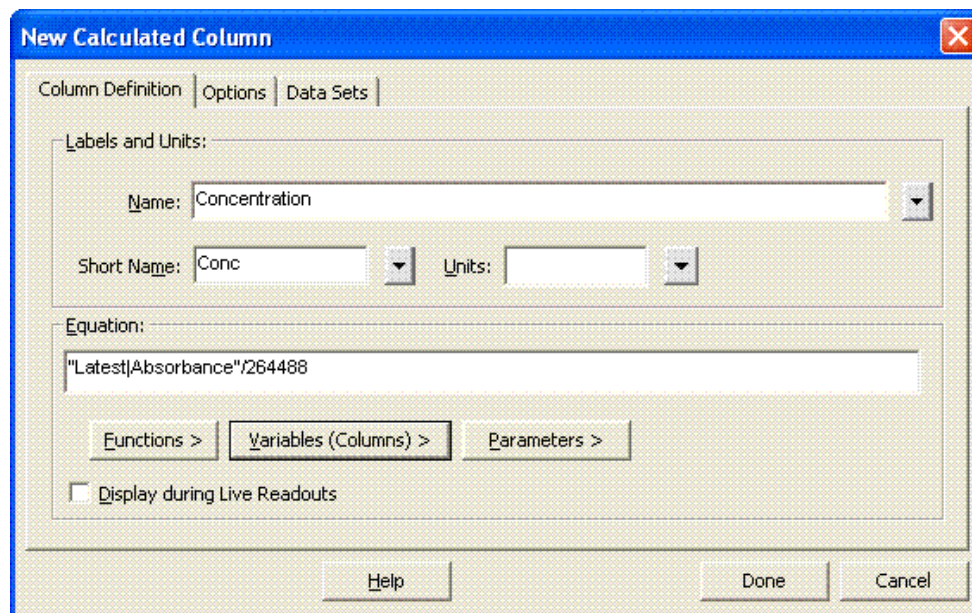 New Calculated Column
Column Definition Options Data Sets
Labels and Units:
Name: Concentration
Short Name: Conc Units:
Equation:
"Latest|Absorbance"/264488
Functions > Variables (Columns) > Parameters >
Display during Live Readouts
Help Done Cancel